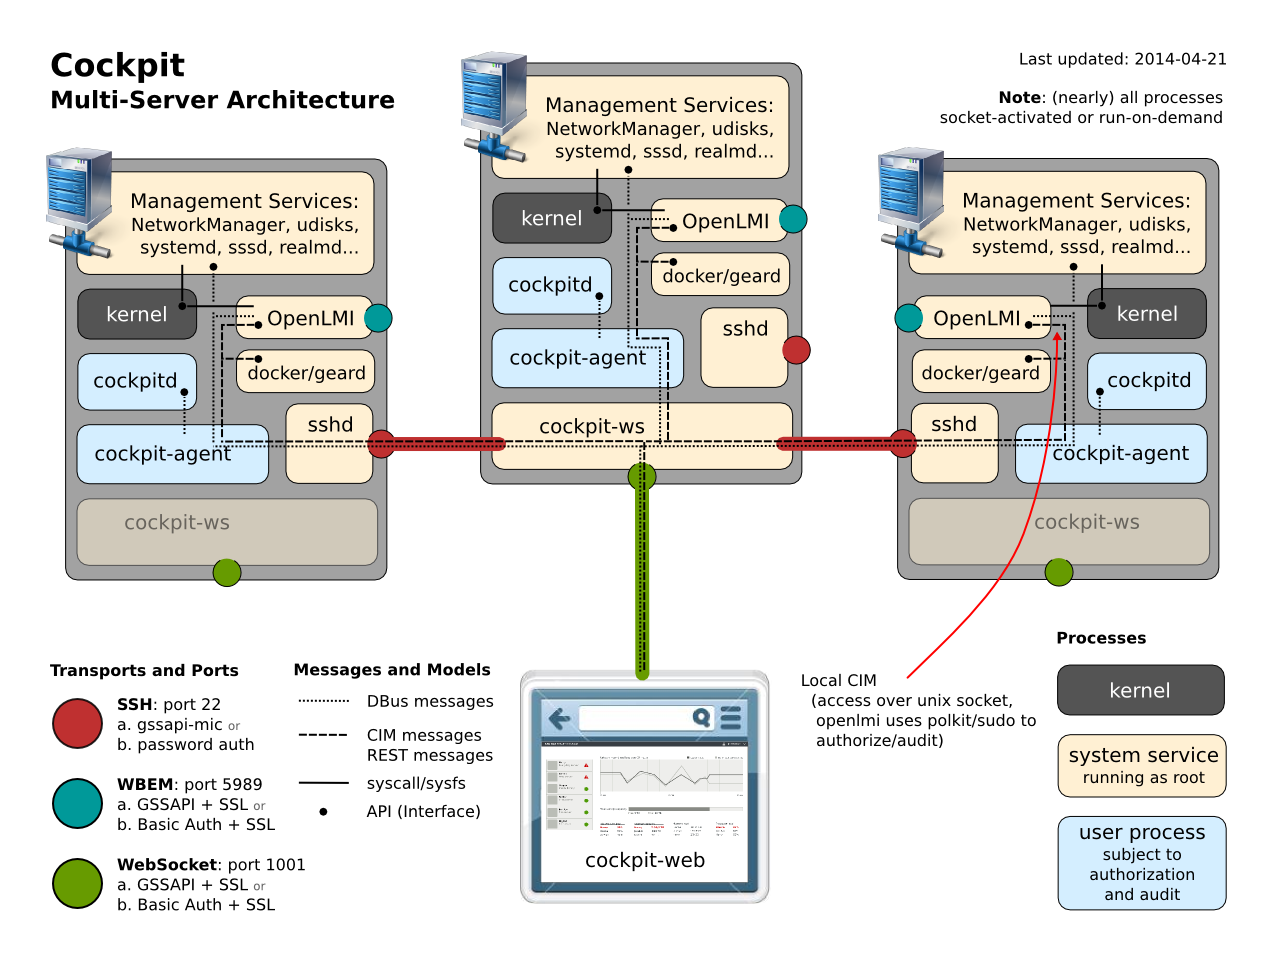 Cockpit
Multi-Server Architecture
Last updated: 2014-04-21
Note: (nearly) all processes
socket-activated or run-on-demand
Management Services:
NetworkManager, udisks,
systemd, sssd, realmd...
kernel
OpenLMI
cockpitd
docker/geard
sshd
cockpit-agent
cockpit-ws
Management Services:
NetworkManager, udisks,
systemd, sssd, realmd...
kernel
OpenLMI
cockpitd
docker/geard
sshd
cockpit-agent
cockpit-ws
Management Services:
NetworkManager, udisks,
systemd, sssd, realmd...
OpenLMI
kernel
docker/geard
cockpitd
sshd
cockpit-agent
cockpit-ws
Transports and Ports
SSH: port 22
a. gssapi-mic or
b. password auth
WBEM: port 5989
a. GSSAPI + SSL or
b. Basic Auth + SSL
WebSocket: port 1001
a. GSSAPI + SSL or
b. Basic Auth + SSL
Messages and Models
DBus messages
CIM messages
REST messages
syscall/sysfs
API (Interface)
cockpit-web
Local CIM
(access over unix socket,
openlmi uses polkit/sudo to
authorize/audit)
Processes
kernel
system service
running as root
user process
subject to
authorization
and audit